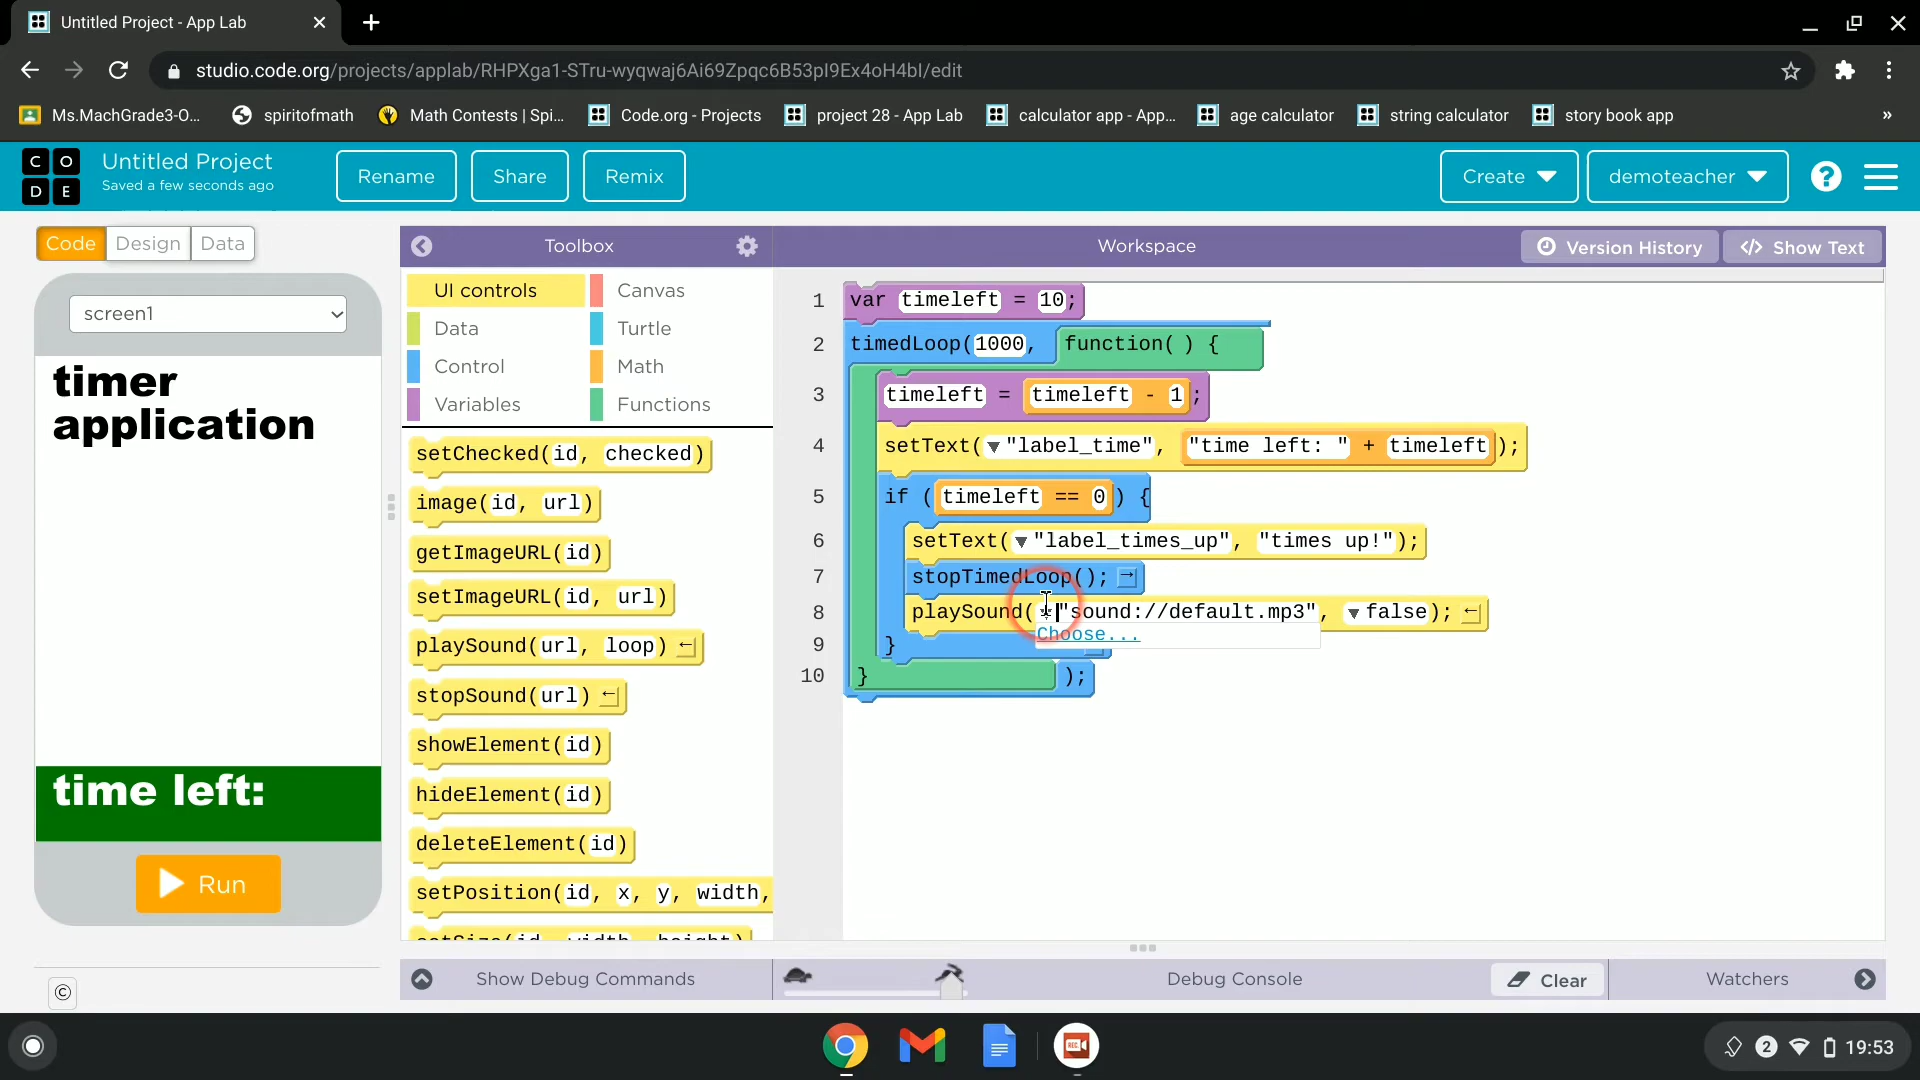 Untitled Project - App Lab
studio.code.org/projects/applab/RHPXga1-STru-wyqwaj6Ai69Zpqc6B53pI9Ex4oH4bI/edit
Ms.MachGrade3-O...
spiritofmath
Math Contests | Spi...
Code.org - Projects
project 28 - App Lab
calculator app - App...
age calculator
string calculator
story book app
»
C O
D E
Untitled Project
Saved a few seconds ago
Rename
Share
Remix
Create
demoteacher
?
Code
Design
Data
Toolbox
Workspace
Version History
</> Show Text
screen1
timer
application
time left:
Run
©
UI controls
Canvas
Data
Turtle
Control
Math
Variables
Functions
setChecked(id, checked)
image(id, url)
getImageURL(id)
setImageURL(id, url)
playSound(url, loop)
stopSound(url)
showElement(id)
hideElement(id)
deleteElement(id)
setPosition(id, x, y, width,
setSize(id, width, height)
1 var timeleft = 10;
2 timedLoop(1000, function( ) {
3 timeleft = timeleft - 1;
4 setText(▼"label_time", "time left: " + timeleft);
5 if (timeleft == 0) {
6 setText(▼"label_times_up", "times up!");
7 stopTimedLoop(); →
8 playSound(▼"sound://default.mp3", ▼false); ←
Choose...
9 }
10 } );
Show Debug Commands
Debug Console
Clear
Watchers
REC
2
19:53